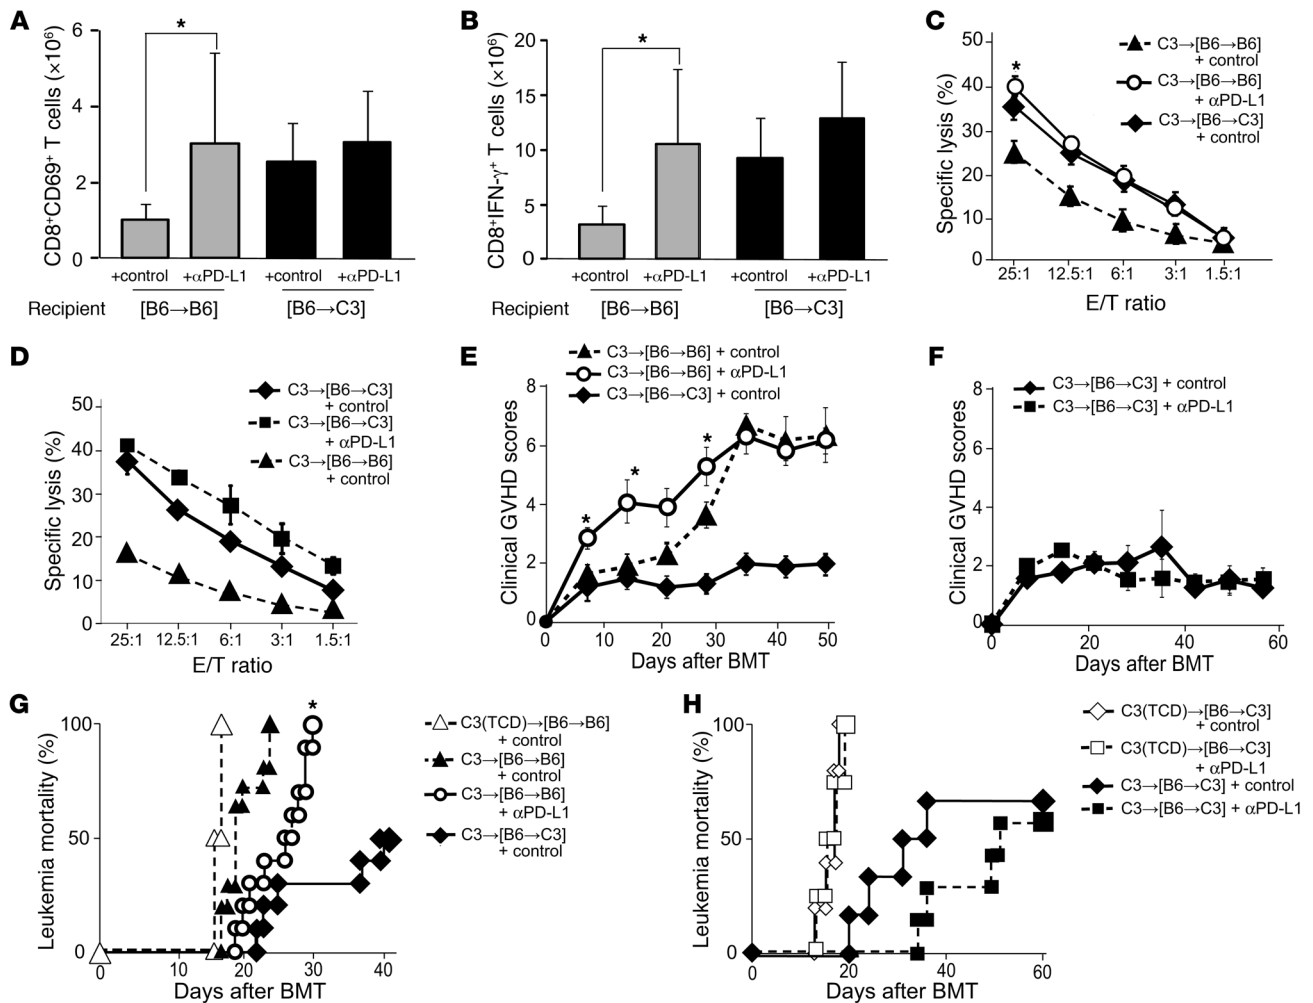 A
CD8⁺CD69⁺ T cells (×10⁶)
6
4
2
0
*
+control
+αPD-L1
+control
+αPD-L1
Recipient
[B6→B6]
[B6→C3]
B
CD8⁺IFN-γ⁺ T cells (×10⁶)
20
15
10
5
0
*
+control
+αPD-L1
+control
+αPD-L1
Recipient
[B6→B6]
[B6→C3]
C
Specific lysis (%)
50
40
30
20
10
0
*
C3→[B6→B6]
+ control
C3→[B6→B6]
+ αPD-L1
C3→[B6→C3]
+ control
25:1
12.5:1
6:1
3:1
1.5:1
E/T ratio
D
Specific lysis (%)
50
40
30
20
10
0
C3→[B6→C3]
+ control
C3→[B6→C3]
+ αPD-L1
C3→[B6→B6]
+ control
25:1
12.5:1
6:1
3:1
1.5:1
E/T ratio
E
C3→[B6→B6] + control
C3→[B6→B6] + αPD-L1
C3→[B6→C3] + control
Clinical GVHD scores
8
6
4
2
0
*
*
*
0
10
20
30
40
50
Days after BMT
F
C3→[B6→C3] + control
C3→[B6→C3] + αPD-L1
Clinical GVHD scores
8
6
4
2
0
0
20
40
60
Days after BMT
G
Leukemia mortality (%)
100
50
0
*
C3(TCD)→[B6→B6]
+ control
C3→[B6→B6]
+ control
C3→[B6→B6]
+ αPD-L1
C3→[B6→C3]
+ control
0
10
20
30
40
Days after BMT
H
Leukemia mortality (%)
100
50
0
C3(TCD)→[B6→C3]
+ control
C3(TCD)→[B6→C3]
+ αPD-L1
C3→[B6→C3] + control
C3→[B6→C3] + αPD-L1
0
20
40
60
Days after BMT